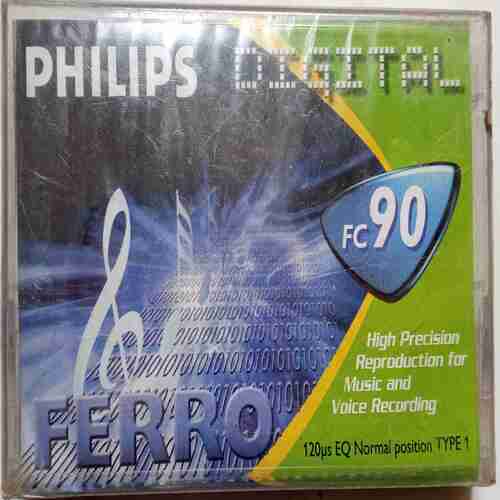 PHILIPS DIGITAL
FC 90
High Precision
Reproduction for
Music and
Voice Recording
FERRO
120µs EQ Normal position TYPE 1